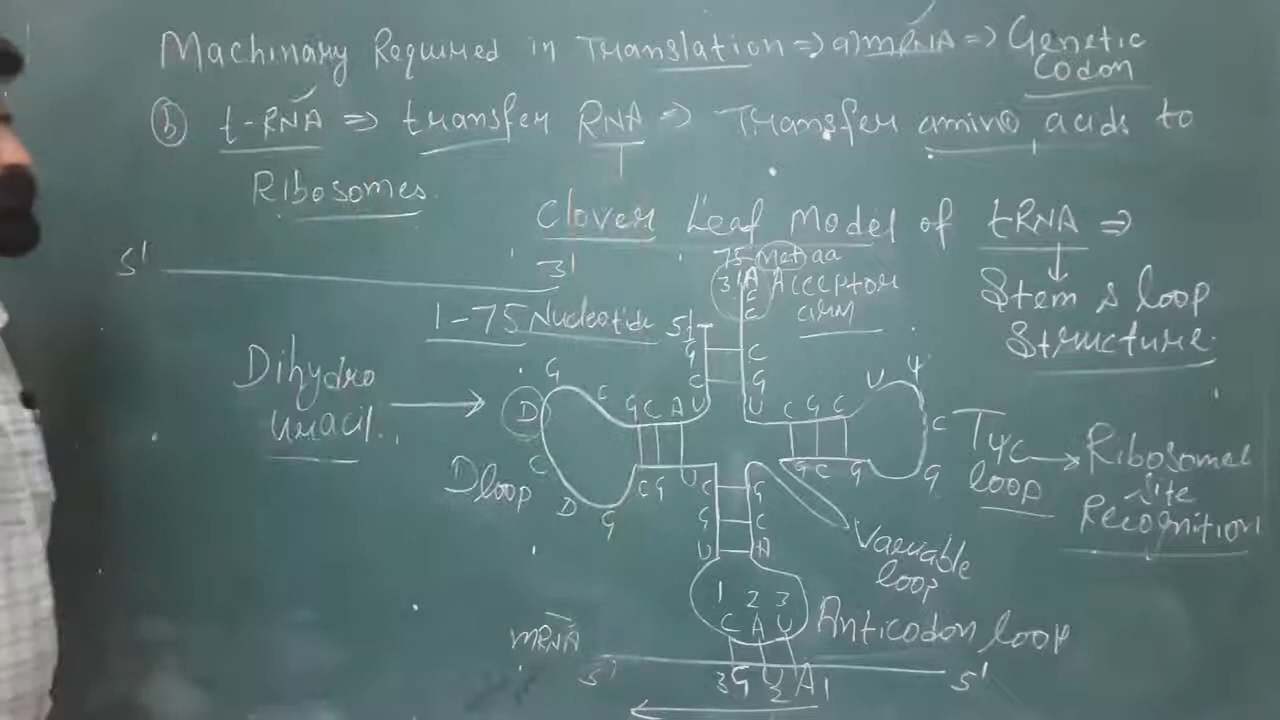 Machinary Required in Translation ⇒ a) mRNA ⇒ Genetic
Codon
(b) t-RNA ⇒ transfer RNA ⇒ Transfer amino acids to
Ribosomes
Clover Leaf Model of tRNA ⇒
Stem & loop
Structure
5' 3'
1-75 Nucleotide
75 Met aa
3' A Acceptor
C arm
C
5'
G C
C G
U U
Dihydro
uracil
G C G C A
D
C
D
G
C G U
D loop
C G C U Ψ
C
G
G C G
TΨC
loop
Ribosomal
site
Recognition
C G
G C
U A
Variable
loop
1 2 3
C A U
Anticodon loop
mRNA
3' 5'
3 G U 2 A 1